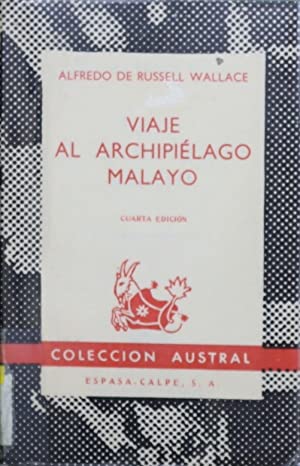 ALFREDO DE RUSSELL WALLACE
VIAJE
AL ARCHIPIÉLAGO
MALAYO
CUARTA EDICIÓN
COLECCION AUSTRAL
ESPASA-CALPE, S. A.